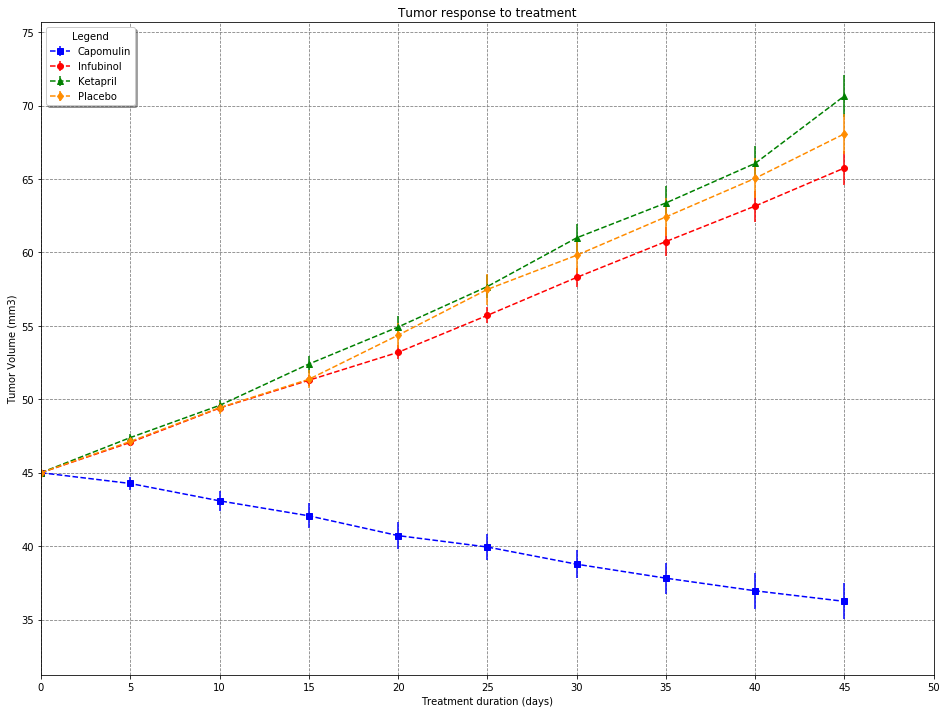 Tumor response to treatment
Legend
Capomulin
Infubinol
Ketapril
Placebo
Tumor Volume (mm3)
75
70
65
60
55
50
45
40
35
0 5 10 15 20 25 30 35 40 45 50
Treatment duration (days)